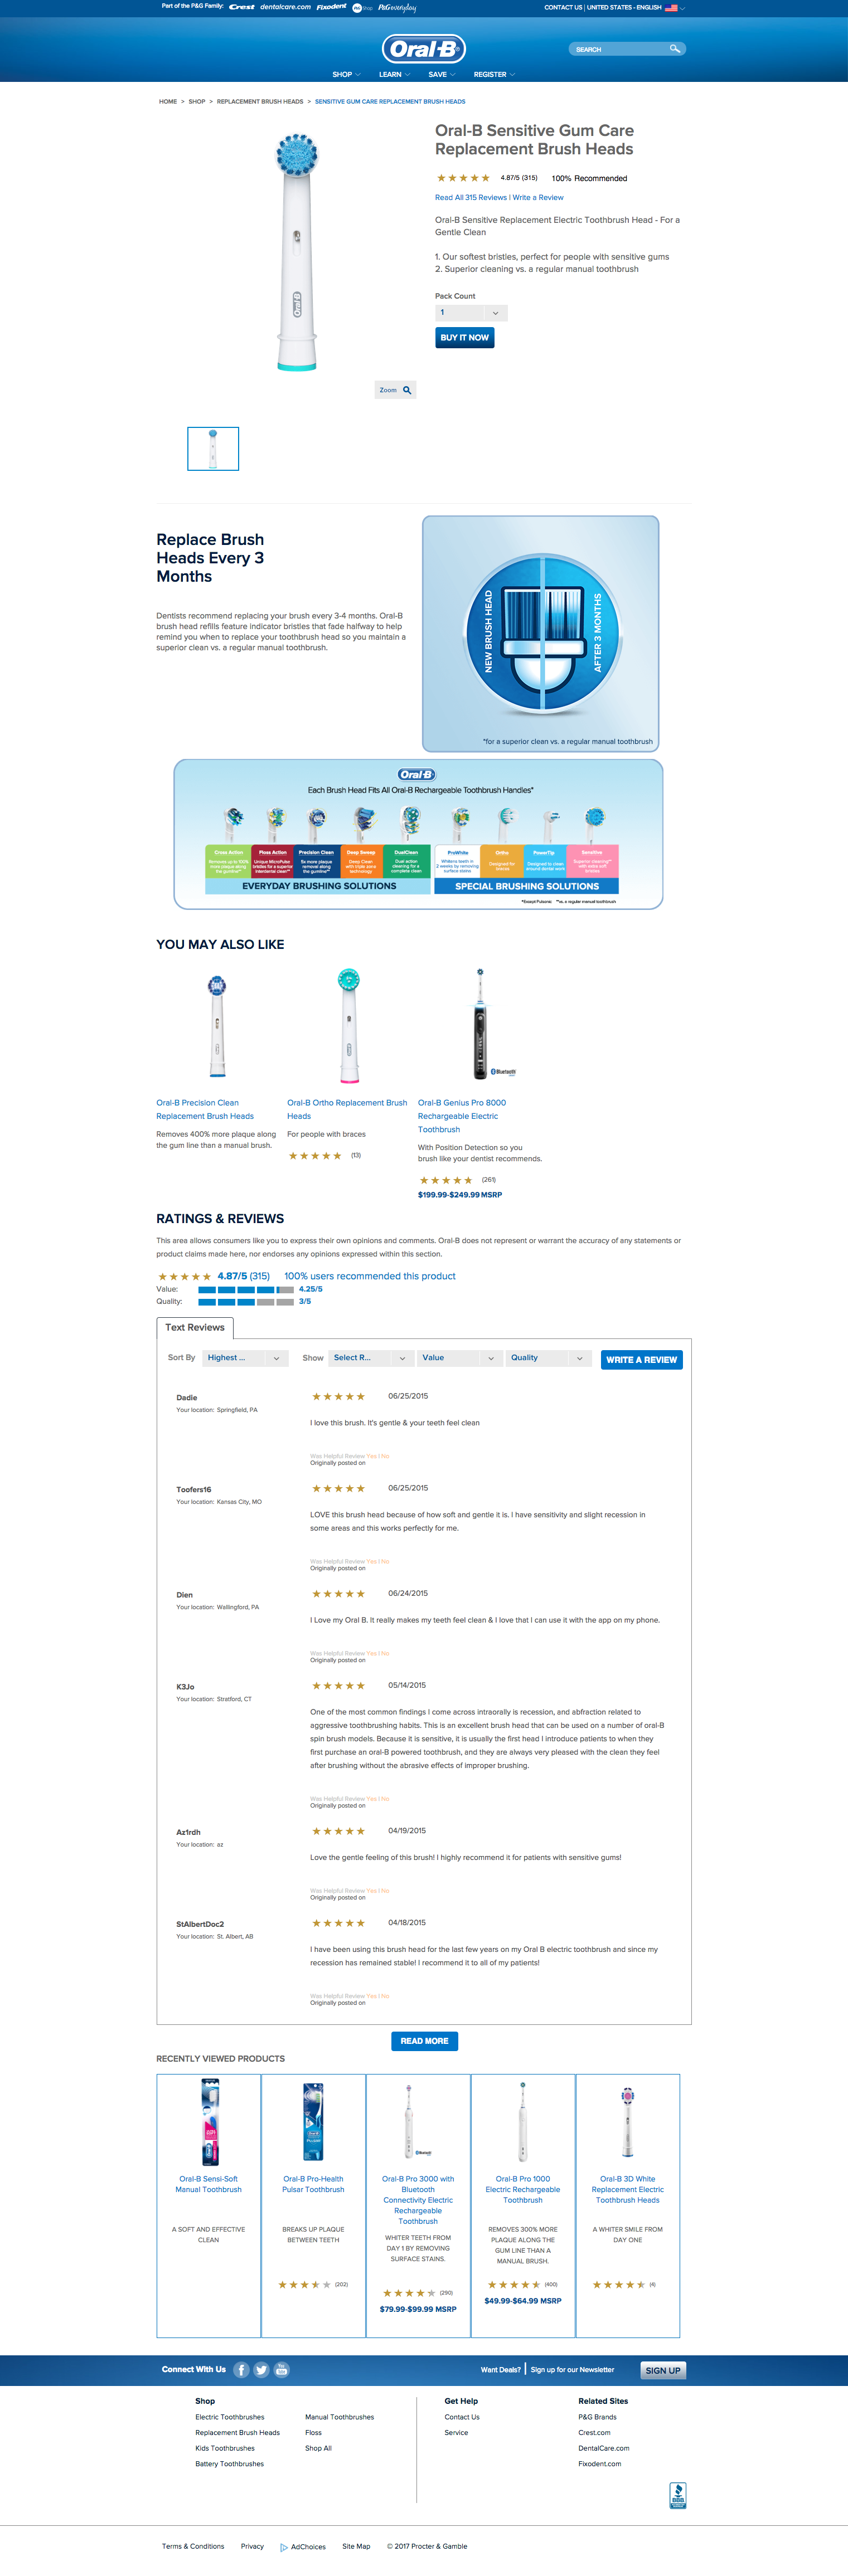 Part of the P&G Family: Crest dentalcare.com Fixodent P&G Shop P&G everyday
CONTACT US | UNITED STATES - ENGLISH
Oral-B
SEARCH
SHOP LEARN SAVE REGISTER
HOME > SHOP > REPLACEMENT BRUSH HEADS > SENSITIVE GUM CARE REPLACEMENT BRUSH HEADS
Oral-B Sensitive Gum Care
Replacement Brush Heads
4.87/5 (315) 100% Recommended
Read All 315 Reviews | Write a Review
Oral-B Sensitive Replacement Electric Toothbrush Head - For a
Gentle Clean
1. Our softest bristles, perfect for people with sensitive gums
2. Superior cleaning vs. a regular manual toothbrush
Pack Count
1
BUY IT NOW
Oral-B
Zoom
Replace Brush
Heads Every 3
Months
Dentists recommend replacing your brush every 3-4 months. Oral-B
brush head refills feature indicator bristles that fade halfway to help
remind you when to replace your toothbrush head so you maintain a
superior clean vs. a regular manual toothbrush.
NEW BRUSH HEAD
AFTER 3 MONTHS
*for a superior clean vs. a regular manual toothbrush
Oral-B
Each Brush Head Fits All Oral-B Rechargeable Toothbrush Handles*
Cross Action Floss Action Precision Clean Deep Sweep DualClean ProWhite Ortho PowerTip Sensitive
EVERYDAY BRUSHING SOLUTIONS
SPECIAL BRUSHING SOLUTIONS
*Except Pulsonic **vs. a regular manual toothbrush
YOU MAY ALSO LIKE
Bluetooth
Oral-B Precision Clean
Replacement Brush Heads
Removes 400% more plaque along
the gum line than a manual brush.
Oral-B Ortho Replacement Brush
Heads
For people with braces
(13)
Oral-B Genius Pro 8000
Rechargeable Electric
Toothbrush
With Position Detection so you
brush like your dentist recommends.
(261)
$199.99-$249.99 MSRP
RATINGS & REVIEWS
This area allows consumers like you to express their own opinions and comments. Oral-B does not represent or warrant the accuracy of any statements or
product claims made here, nor endorses any opinions expressed within this section.
4.87/5 (315) 100% users recommended this product
Value: 4.25/5
Quality: 3/5
Text Reviews
Sort By Highest ... Show Select R... Value Quality WRITE A REVIEW
Dadie 06/25/2015
Your location: Springfield, PA
I love this brush. It's gentle & your teeth feel clean
Was Helpful Review Yes | No
Originally posted on
Toofers16 06/25/2015
Your location: Kansas City, MO
LOVE this brush head because of how soft and gentle it is. I have sensitivity and slight recession in
some areas and this works perfectly for me.
Was Helpful Review Yes | No
Originally posted on
Dien 06/24/2015
Your location: Wallingford, PA
I Love my Oral B. It really makes my teeth feel clean & I love that I can use it with the app on my phone.
Was Helpful Review Yes | No
Originally posted on
K3Jo 05/14/2015
Your location: Stratford, CT
One of the most common findings I come across intraorally is recession, and abfraction related to
aggressive toothbrushing habits. This is an excellent brush head that can be used on a number of oral-B
spin brush models. Because it is sensitive, it is usually the first head I introduce patients to when they
first purchase an oral-B powered toothbrush, and they are always very pleased with the clean they feel
after brushing without the abrasive effects of improper brushing.
Was Helpful Review Yes | No
Originally posted on
Az1rdh 04/19/2015
Your location: az
Love the gentle feeling of this brush! I highly recommend it for patients with sensitive gums!
Was Helpful Review Yes | No
Originally posted on
StAlbertDoc2 04/18/2015
Your location: St. Albert, AB
I have been using this brush head for the last few years on my Oral B electric toothbrush and since my
recession has remained stable! I recommend it to all of my patients!
Was Helpful Review Yes | No
Originally posted on
READ MORE
RECENTLY VIEWED PRODUCTS
Oral-B Sensi-Soft
Manual Toothbrush
A SOFT AND EFFECTIVE
CLEAN
Oral-B Pro-Health
Pulsar Toothbrush
BREAKS UP PLAQUE
BETWEEN TEETH
(202)
Bluetooth
Oral-B Pro 3000 with
Bluetooth
Connectivity Electric
Rechargeable
Toothbrush
WHITER TEETH FROM
DAY 1 BY REMOVING
SURFACE STAINS.
(290)
$79.99-$99.99 MSRP
Oral-B Pro 1000
Electric Rechargeable
Toothbrush
REMOVES 300% MORE
PLAQUE ALONG THE
GUM LINE THAN A
MANUAL BRUSH.
(400)
$49.99-$64.99 MSRP
Oral-B 3D White
Replacement Electric
Toothbrush Heads
A WHITER SMILE FROM
DAY ONE
(4)
Connect With Us
Want Deals? | Sign up for our Newsletter SIGN UP
Shop
Electric Toothbrushes
Replacement Brush Heads
Kids Toothbrushes
Battery Toothbrushes
Manual Toothbrushes
Floss
Shop All
Get Help
Contact Us
Service
Related Sites
P&G Brands
Crest.com
DentalCare.com
Fixodent.com
BBB
Terms & Conditions Privacy AdChoices Site Map © 2017 Procter & Gamble